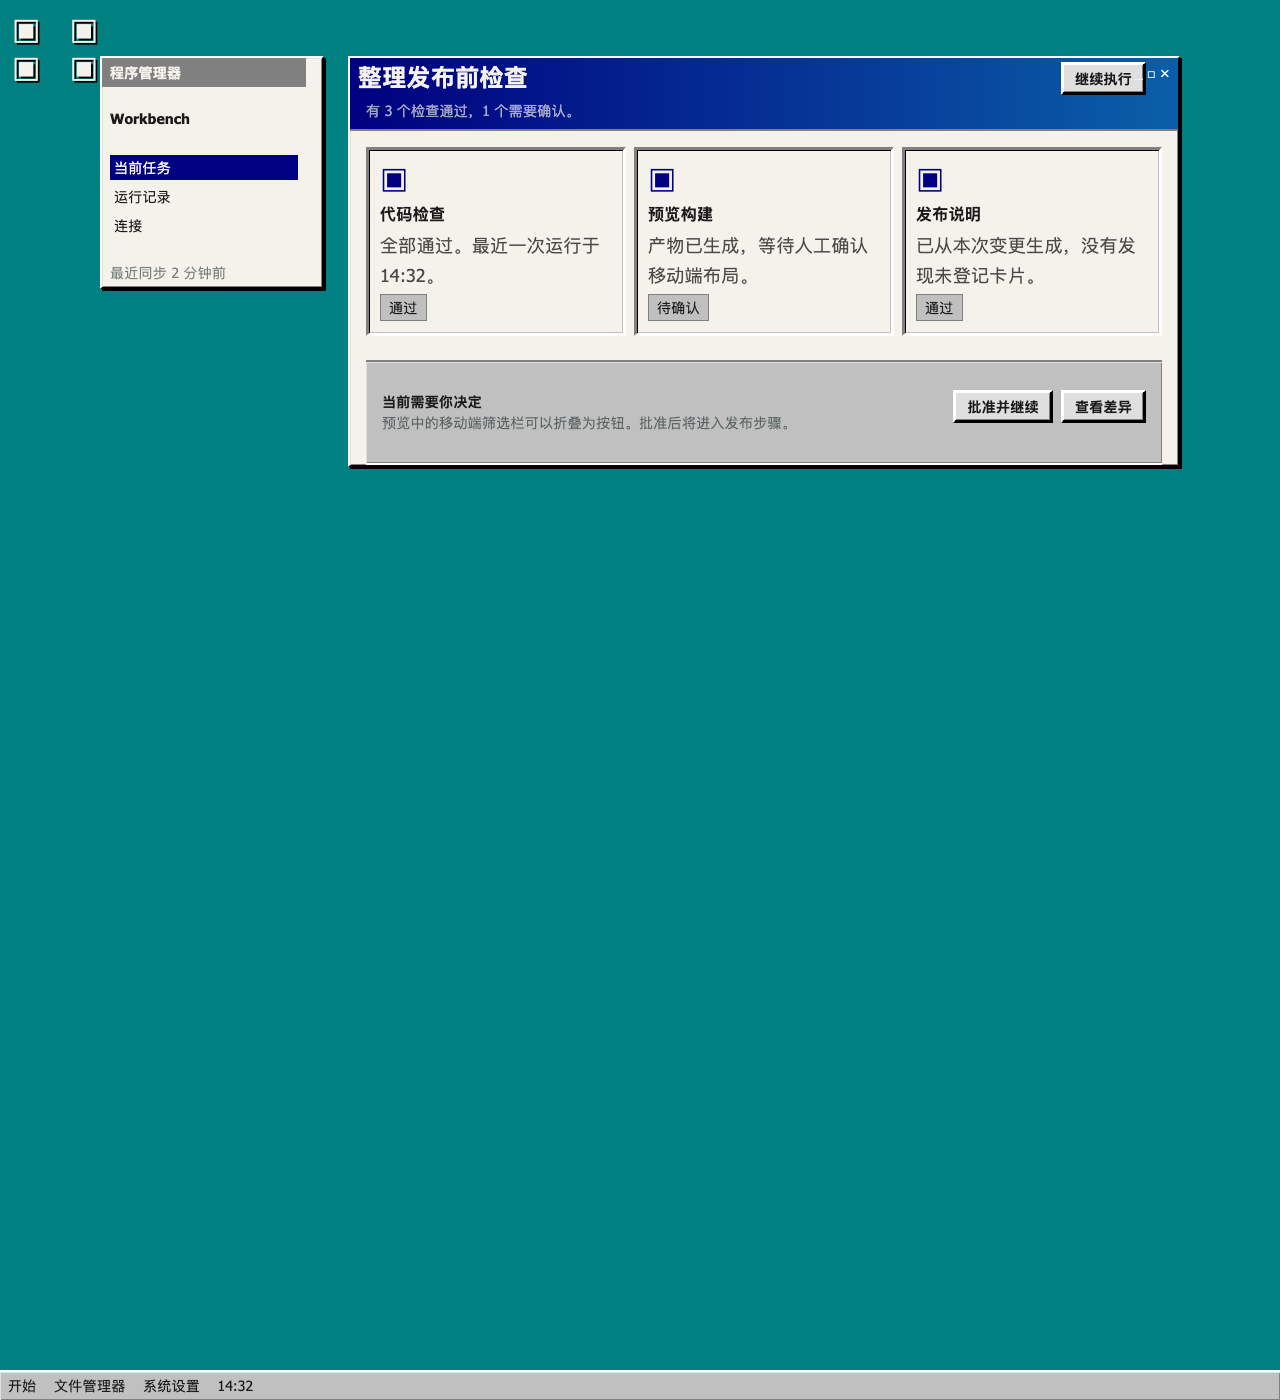 程序管理器
Workbench
当前任务
运行记录
连接
最近同步 2 分钟前
整理发布前检查
有 3 个检查通过，1 个需要确认。
继续执行
代码检查
全部通过。最近一次运行于
14:32。
通过
预览构建
产物已生成，等待人工确认
移动端布局。
待确认
发布说明
已从本次变更生成，没有发
现未登记卡片。
通过
当前需要你决定
预览中的移动端筛选栏可以折叠为按钮。批准后将进入发布步骤。
批准并继续
查看差异
开始 文件管理器 系统设置 14:32